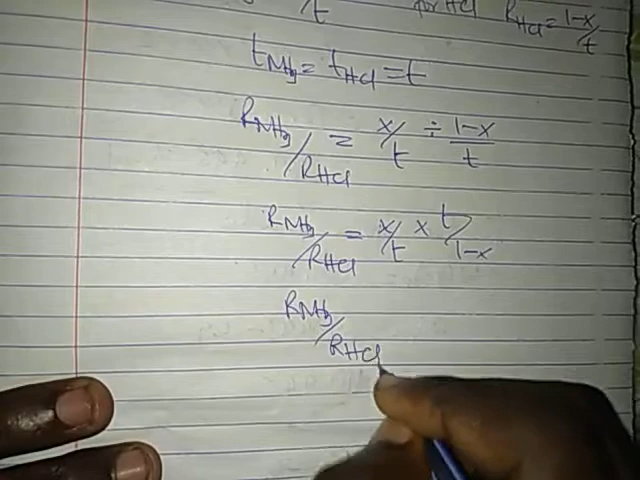 t for HCl R_HCl = 1-x/t
t_NH3 = t_HCl = t
R_NH3/R_HCl = x/t ÷ 1-x/t
R_NH3/R_HCl = x/t × t/1-x
R_NH3/R_HCl